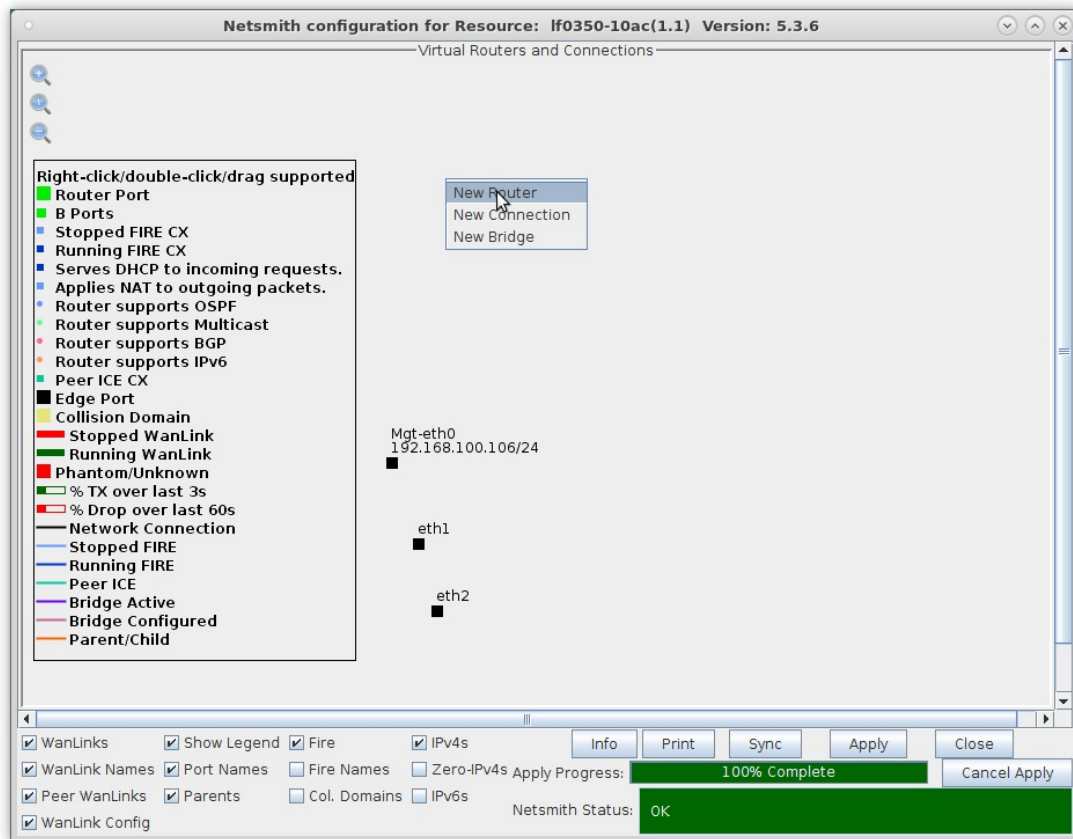 Netsmith configuration for Resource:  lf0350-10ac(1.1)  Version: 5.3.6
Virtual Routers and Connections
Right-click/double-click/drag supported
Router Port
B Ports
Stopped FIRE CX
Running FIRE CX
Serves DHCP to incoming requests.
Applies NAT to outgoing packets.
Router supports OSPF
Router supports Multicast
Router supports BGP
Router supports IPv6
Peer ICE CX
Edge Port
Collision Domain
Stopped WanLink
Running WanLink
Phantom/Unknown
% TX over last 3s
% Drop over last 60s
Network Connection
Stopped FIRE
Running FIRE
Peer ICE
Bridge Active
Bridge Configured
Parent/Child
New Router
New Connection
New Bridge
Mgt-eth0
192.168.100.106/24
eth1
eth2
WanLinks Show Legend Fire IPv4s Info Print Sync Apply Close
WanLink Names Port Names Fire Names Zero-IPv4s Apply Progress: 100% Complete Cancel Apply
Peer WanLinks Parents Col. Domains IPv6s Netsmith Status: OK
WanLink Config